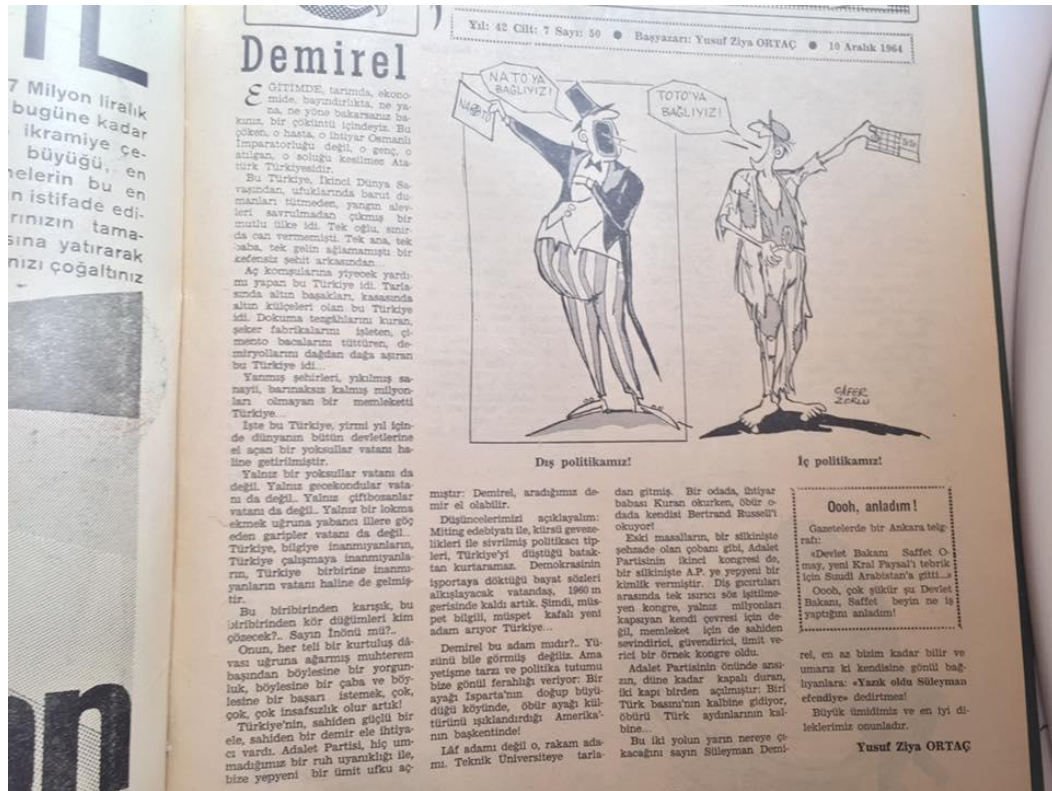 7 Milyon liralık
bugüne kadar
ikramiye çe-
büyüğü, en
nelerin bu en
n istifade edi-
rınızın tama-
sına yatırarak
nızı çoğaltınız
on
Yıl: 42 Cilt: 7 Sayı: 50 ● Başyazarı: Yusuf Ziya ORTAÇ ● 10 Aralık 1964
Demirel
EĞİTİMDE, tarımda, ekono-
mide, bayındırlıkta, ne ya-
na, ne yöne bakarsanız ba-
kınız, bir çöküntü içindeyiz. Bu
çöken, o hasta, o ihtiyar Osmanlı
İmparatorluğu değil, o genç, o
atılgan, o soluğu kesilmez Ata-
türk Türkiyesidir.
Bu Türkiye, İkinci Dünya Sa-
vaşından, ufuklarında barut du-
manları tütmeden, yangın alev-
leri savrulmadan çıkmış bir
mutlu ülke idi. Tek oğlu, sınır-
da can vermemişti. Tek ana, tek
baba, tek gelin ağlamamıştı bir
kefensiz şehit arkasından...
Aç komşularına yiyecek yardı-
mı yapan bu Türkiye idi. Tarla-
sında altın başakları, kasasında
altın külçeleri olan bu Türkiye
idi. Dokuma tezgâhlarını kuran,
şeker fabrikalarını işleten, çi-
mento bacalarını tüttüren, de-
miryollarını dağdan dağa aşıran
bu Türkiye idi...
Yanmış şehirleri, yıkılmış sa-
nayii, barınaksız kalmış milyon-
ları olmayan bir memleketti
Türkiye...
İşte bu Türkiye, yirmi yıl için-
de dünyanın bütün devletlerine
el açan bir yoksullar vatanı ha-
line getirilmiştir.
Yalnız bir yoksullar vatanı da
değil. Yalnız gecekondular vata-
nı da değil.. Yalnız çiftbozanlar
vatanı da değil.. Yalnız bir lokma
ekmek uğruna yabancı illere göç
eden garipler vatanı da değil...
Türkiye, bilgiye inanmıyanların,
Türkiye çalışmaya inanmıyanla-
rın, Türkiye birbirine inanmı-
yanların vatanı haline de gelmiş-
tir.
Bu biribirinden karışık, bu
biribirinden kör düğümleri kim
çözecek?.. Sayın İnönü mü?..
Onun, her teli bir kurtuluş dâ-
vası uğruna ağarmış muhterem
başından böylesine bir yorgun-
luk, böylesine bir çaba ve böy-
lesine bir başarı istemek, çok,
çok, çok insafsızlık olur artık!
Türkiye'nin, sahiden güçlü bir
ele, sahiden bir demir ele ihtiya-
cı vardı. Adalet Partisi, hiç um-
madığımız bir ruh uyanıklığı ile,
bize yepyeni bir ümit ufku aç-
NATO'YA
BAĞLIYIZ!
NATO
TOTO'YA
BAĞLIYIZ!
CAFER
ZORLU
Dış politikamız!
İç politikamız!
mıştır: Demirel, aradığımız de-
mir el olabilir.
Düşüncelerimizi açıklayalım:
Miting edebiyatı ile, kürsü geveze-
likleri ile sivrilmiş politikacı tip-
leri, Türkiye'yi düştüğü batak-
tan kurtaramaz. Demokrasinin
işportaya döktüğü bayat sözleri
alkışlayacak vatandaş, 1960 ın
gerisinde kaldı artık. Şimdi, müs-
pet bilgili, müspet kafalı yeni
adam arıyor Türkiye...
Demirel bu adam mıdır?.. Yü-
zünü bile görmüş değiliz. Ama
yetişme tarzı ve politika tutumu
bize gönül ferahlığı veriyor: Bir
ayağı Isparta'nın doğup büyü-
düğü köyünde, öbür ayağı kül-
türünü ışıklandırdığı Amerika'-
nın başkentinde!
Lâf adamı değil o, rakam ada-
mı. Teknik Üniversiteye tarla-
dan gitmiş. Bir odada, ihtiyar
babası Kuran okurken, öbür o-
dada kendisi Bertrand Russell'i
okuyor!
Eski masalların, bir silkinişte
şehzade olan çobanı gibi, Adalet
Partisinin ikinci kongresi de,
bir silkinişte A.P. ye yepyeni bir
kimlik vermiştir. Diş gıcırtıları
arasında tek ısırıcı söz işitilme-
yen kongre, yalnız milyonları
kapsıyan kendi çevresi için de-
ğil, memleket için de sahiden
sevindirici, güvendirici, ümit ve-
rici bir örnek kongre oldu.
Adalet Partisinin önünde ansı-
zın, düne kadar kapalı duran,
iki kapı birden açılmıştır: Biri
Türk basını'nın kalbine gidiyor,
öbürü Türk aydınlarının kal-
bine...
Bu iki yolun yarın nereye çı-
kacağını sayın Süleyman Demi-
Oooh, anladım!
Gazetelerde bir Ankara telg-
rafı:
«Devlet Bakanı Saffet O-
may, yeni Kral Faysal'ı tebrik
için Suudi Arabistan'a gitti...»
Oooh, çok şükür şu Devlet
Bakanı, Saffet beyin ne iş
yaptığını anladım!
rel, en az bizim kadar bilir ve
umarız ki kendisine gönül bağ-
lıyanlara: «Yazık oldu Süleyman
efendiye» dedirtmez!
Büyük ümidimiz ve en iyi di-
leklerimiz onunladır.
Yusuf Ziya ORTAÇ